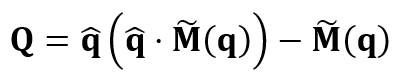 𝐐 = 𝐪̂(𝐪̂ · 𝐌̃(𝐪)) − 𝐌̃(𝐪)